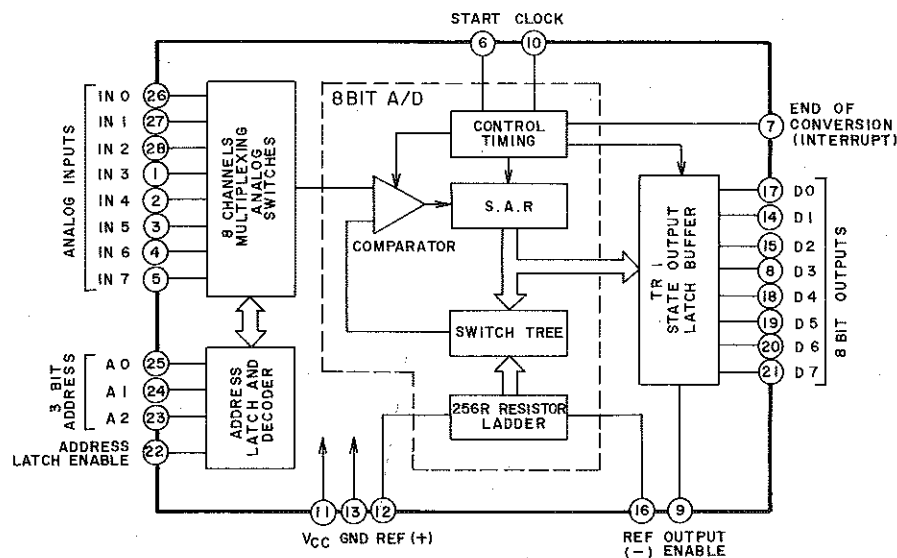 START CLOCK
6 10
8 BIT A/D
CONTROL
TIMING
7
END OF
CONVERSION
(INTERRUPT)
ANALOG INPUTS
IN 0 26
IN 1 27
IN 2 28
IN 3 1
IN 4 2
IN 5 3
IN 6 4
IN 7 5
8 CHANNELS
MULTIPLEXING
ANALOG
SWITCHES
COMPARATOR
S.A.R
SWITCH TREE
256R RESISTOR
LADDER
TRI
STATE OUTPUT
LATCH BUFFER
17 D0
14 D1
15 D2
8 D3
18 D4
19 D5
20 D6
21 D7
8 BIT OUTPUTS
3 BIT
ADDRESS
A0 25
A1 24
A2 23
ADDRESS
LATCH ENABLE
22
ADDRESS
LATCH AND
DECODER
11 13 12 16 9
VCC GND REF (+)
REF
(-)
OUTPUT
ENABLE